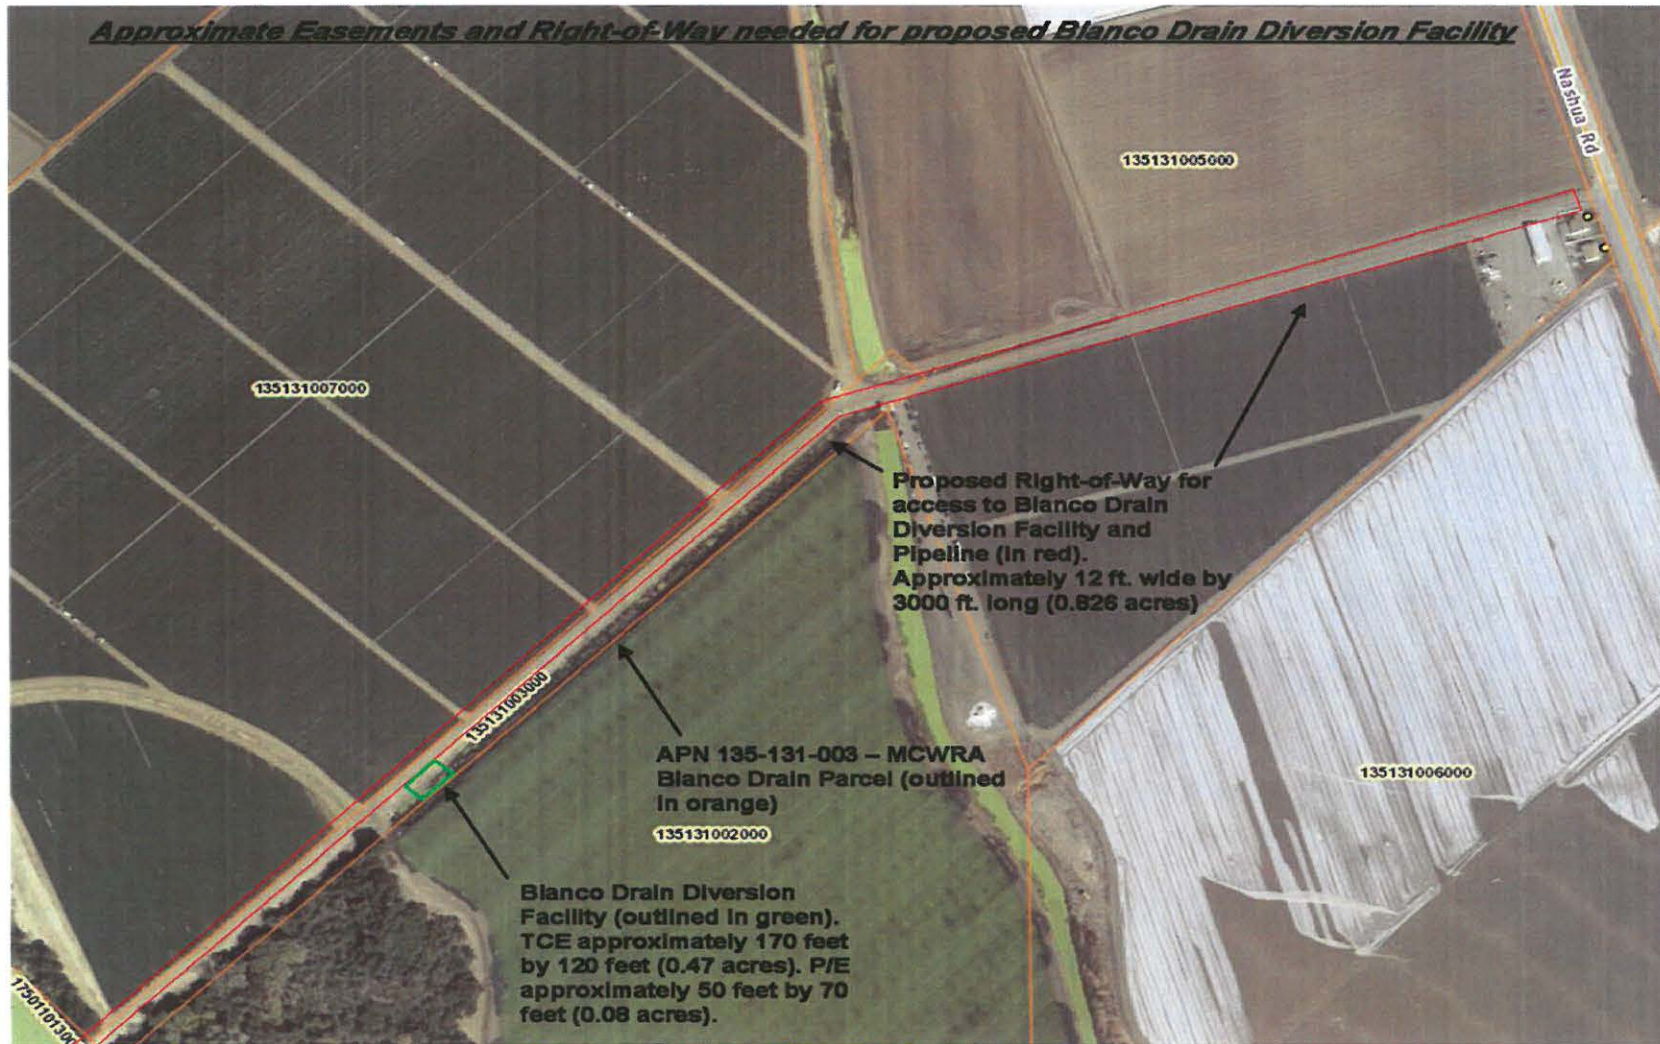 Approximate Easements and Right-of-Way needed for proposed Blanco Drain Diversion Facility
Nashua Rd
135131005000
135131007000
Proposed Right-of-Way for
access to Blanco Drain
Diversion Facility and
Pipeline (in red).
Approximately 12 ft. wide by
3000 ft. long (0.826 acres)
135131003000
APN 135-131-003 – MCWRA
Blanco Drain Parcel (outlined
in orange)
135131006000
135131002000
Blanco Drain Diversion
Facility (outlined in green).
TCE approximately 170 feet
by 120 feet (0.47 acres). P/E
approximately 50 feet by 70
feet (0.08 acres).